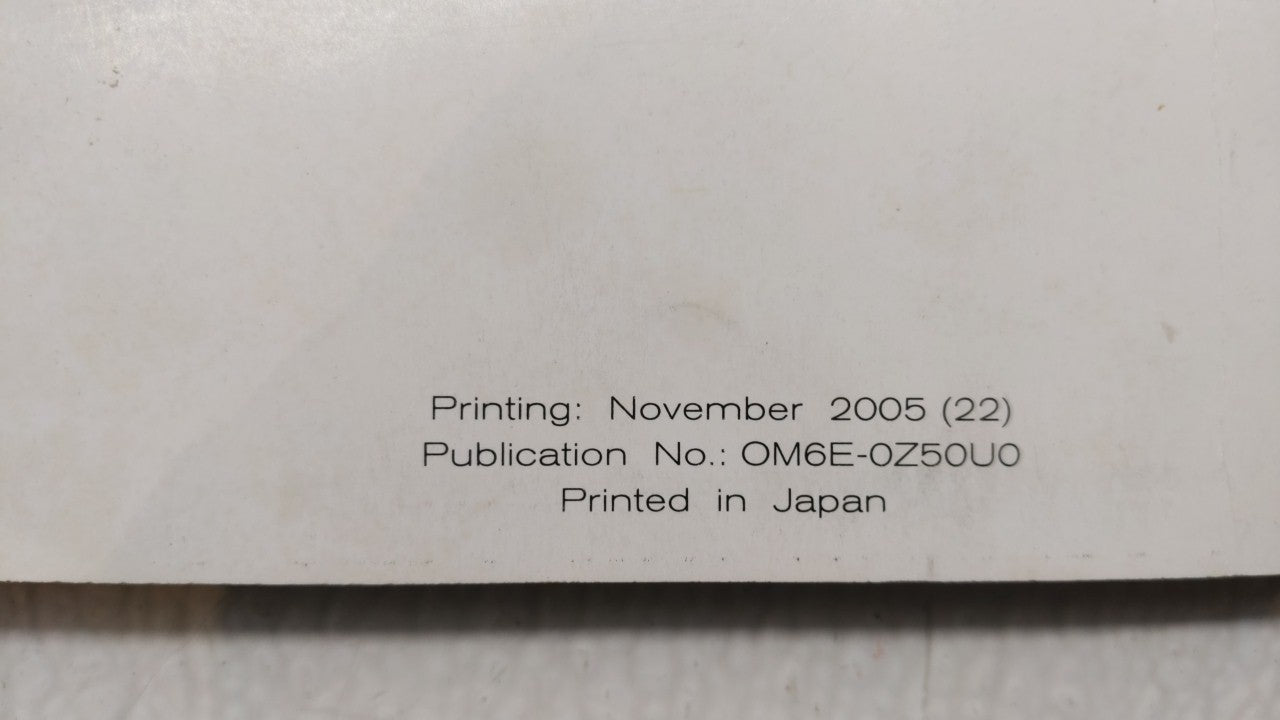 Printing: November 2005 (22)
Publication No.: OM6E-0Z50U0
Printed in Japan